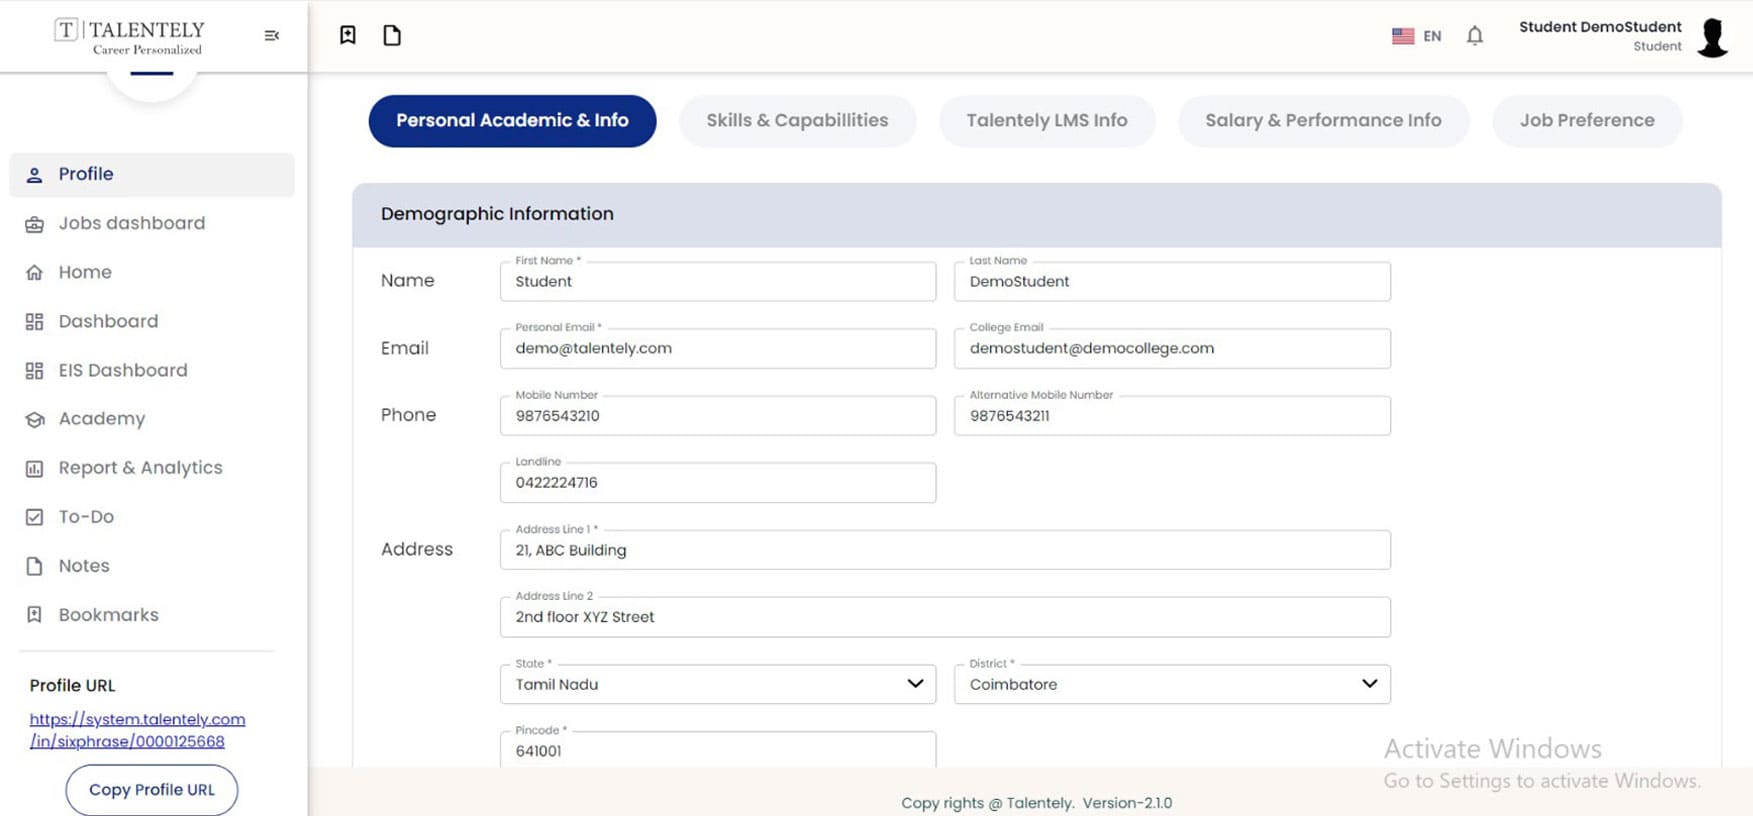 T | TALENTELY
Career Personalized
EN
Student DemoStudent
Student
Personal Academic & Info
Skills & Capabillities
Talentely LMS Info
Salary & Performance Info
Job Preference
Profile
Jobs dashboard
Home
Dashboard
EIS Dashboard
Academy
Report & Analytics
To-Do
Notes
Bookmarks
Profile URL
https://system.talentely.com
/in/sixphrase/0000125668
Copy Profile URL
Demographic Information
Name
First Name *
Student
Last Name
DemoStudent
Email
Personal Email *
demo@talentely.com
College Email
demostudent@democollege.com
Phone
Mobile Number
9876543210
Alternative Mobile Number
9876543211
Landline
0422224716
Address
Address Line 1 *
21, ABC Building
Address Line 2
2nd floor XYZ Street
State *
Tamil Nadu
District *
Coimbatore
Pincode *
641001
Activate Windows
Go to Settings to activate Windows.
Copy rights @ Talentely. Version-2.1.0